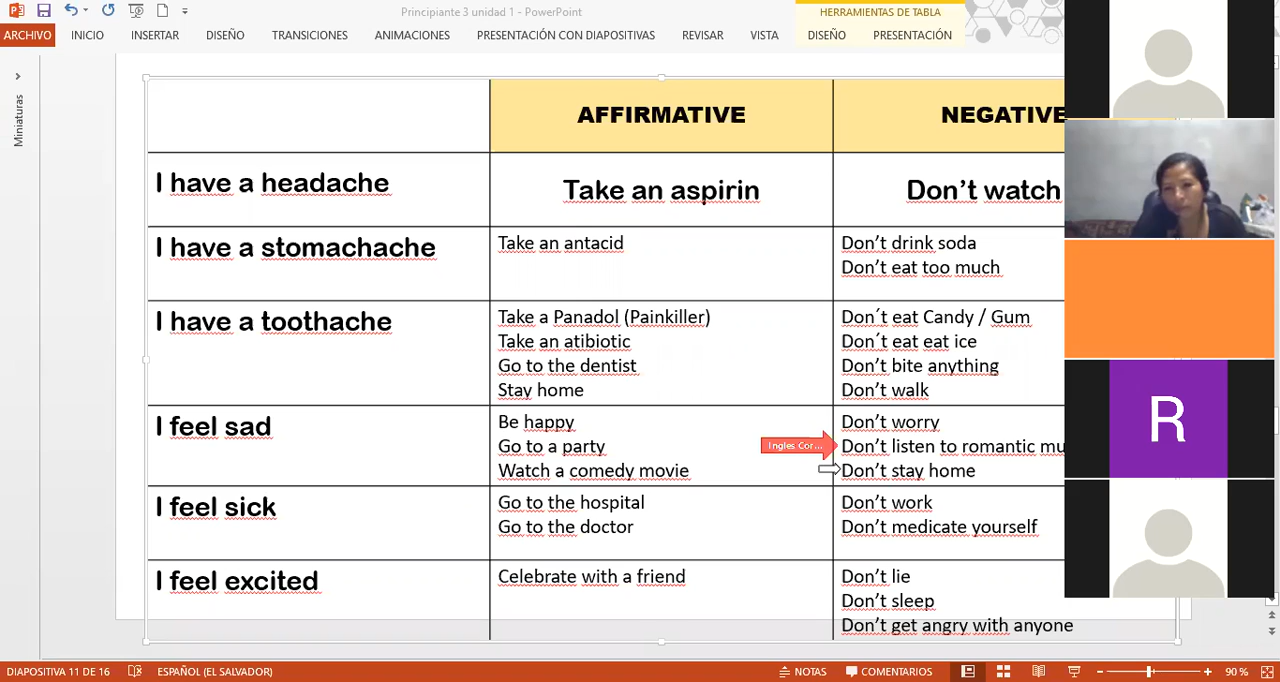 Principiante 3 unidad 1 - PowerPoint
HERRAMIENTAS DE TABLA
ARCHIVO INICIO INSERTAR DISEÑO TRANSICIONES ANIMACIONES PRESENTACIÓN CON DIAPOSITIVAS REVISAR VISTA DISEÑO PRESENTACIÓN
Miniaturas
AFFIRMATIVE NEGATIVE
I have a headache Take an aspirin Don’t watch
I have a stomachache
Take an antacid
Don’t drink soda
Don’t eat too much
I have a toothache
Take a Panadol (Painkiller)
Take an atibiotic
Go to the dentist
Stay home
Don´t eat Candy / Gum
Don´t eat eat ice
Don’t bite anything
Don’t walk
I feel sad
Be happy
Go to a party
Watch a comedy movie
Ingles Cor...
Don’t worry
Don’t listen to romantic mu
Don’t stay home
I feel sick
Go to the hospital
Go to the doctor
Don’t work
Don’t medicate yourself
I feel excited
Celebrate with a friend
Don’t lie
Don’t sleep
Don’t get angry with anyone
R
DIAPOSITIVA 11 DE 16 ESPAÑOL (EL SALVADOR) NOTAS COMENTARIOS 90 %